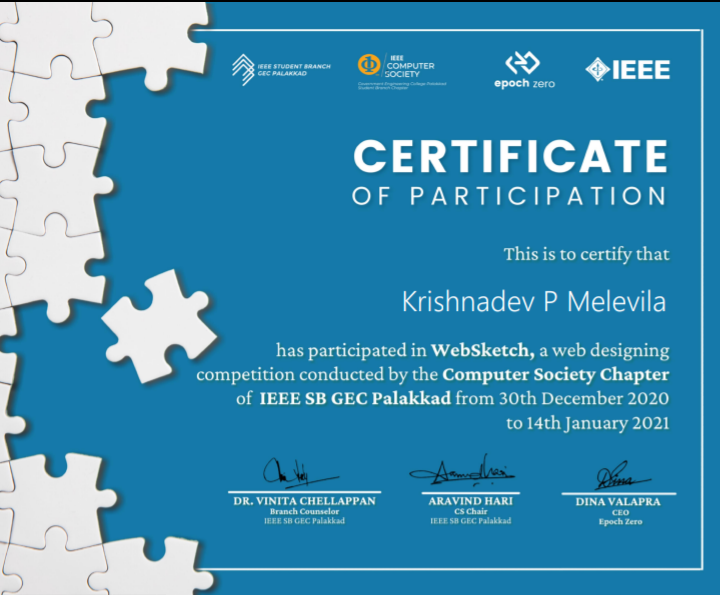 IEEE STUDENT BRANCH
GEC PALAKKAD
IEEE
COMPUTER
SOCIETY
Government Engineering College Palakkad
Student Branch Chapter
epoch zero
IEEE
CERTIFICATE
OF PARTICIPATION
This is to certify that
Krishnadev P Melevila
has participated in WebSketch, a web designing
competition conducted by the Computer Society Chapter
of IEEE SB GEC Palakkad from 30th December 2020
to 14th January 2021
DR. VINITA CHELLAPPAN
Branch Counselor
IEEE SB GEC Palakkad
ARAVIND HARI
CS Chair
IEEE SB GEC Palakkad
DINA VALAPRA
CEO
Epoch Zero